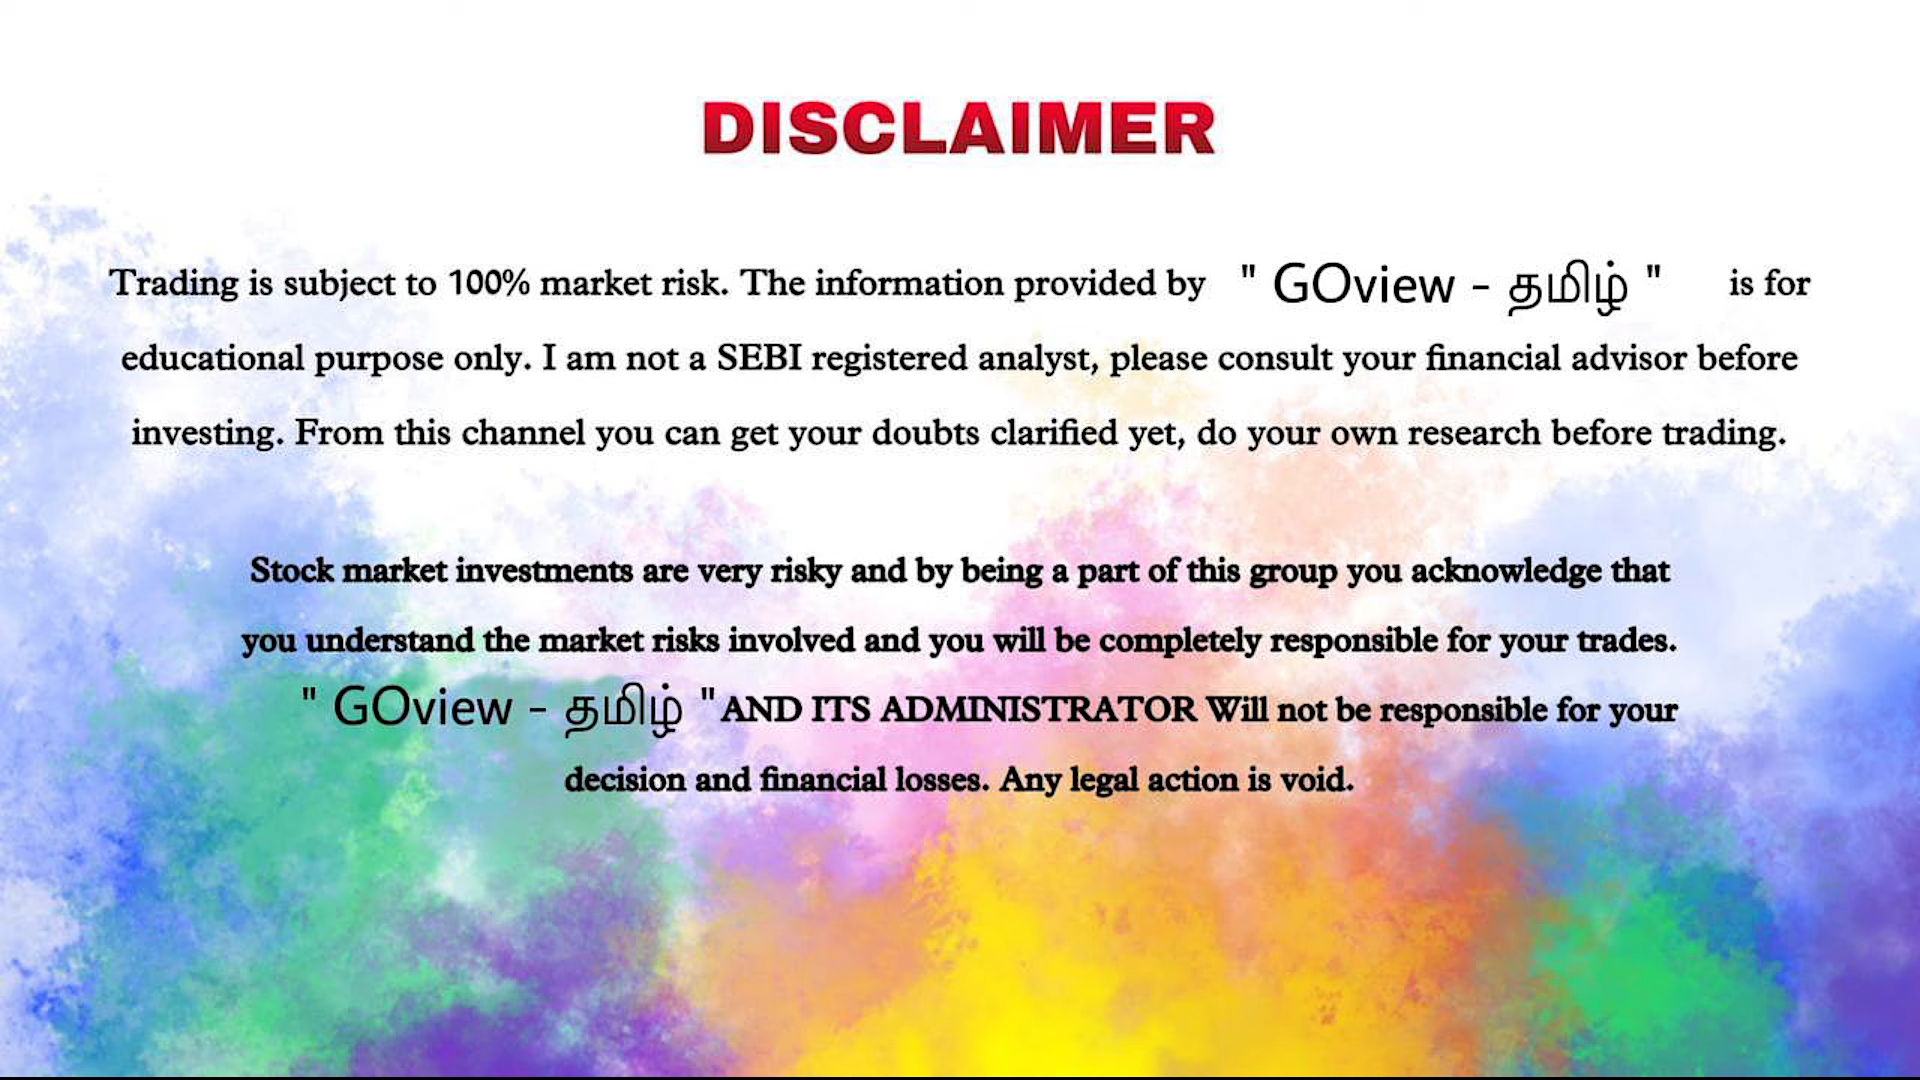 DISCLAIMER
Trading is subject to 100% market risk. The information provided by " GOview - தமிழ் " is for
educational purpose only. I am not a SEBI registered analyst, please consult your financial advisor before
investing. From this channel you can get your doubts clarified yet, do your own research before trading.
Stock market investments are very risky and by being a part of this group you acknowledge that
you understand the market risks involved and you will be completely responsible for your trades.
" GOview - தமிழ் "AND ITS ADMINISTRATOR Will not be responsible for your
decision and financial losses. Any legal action is void.